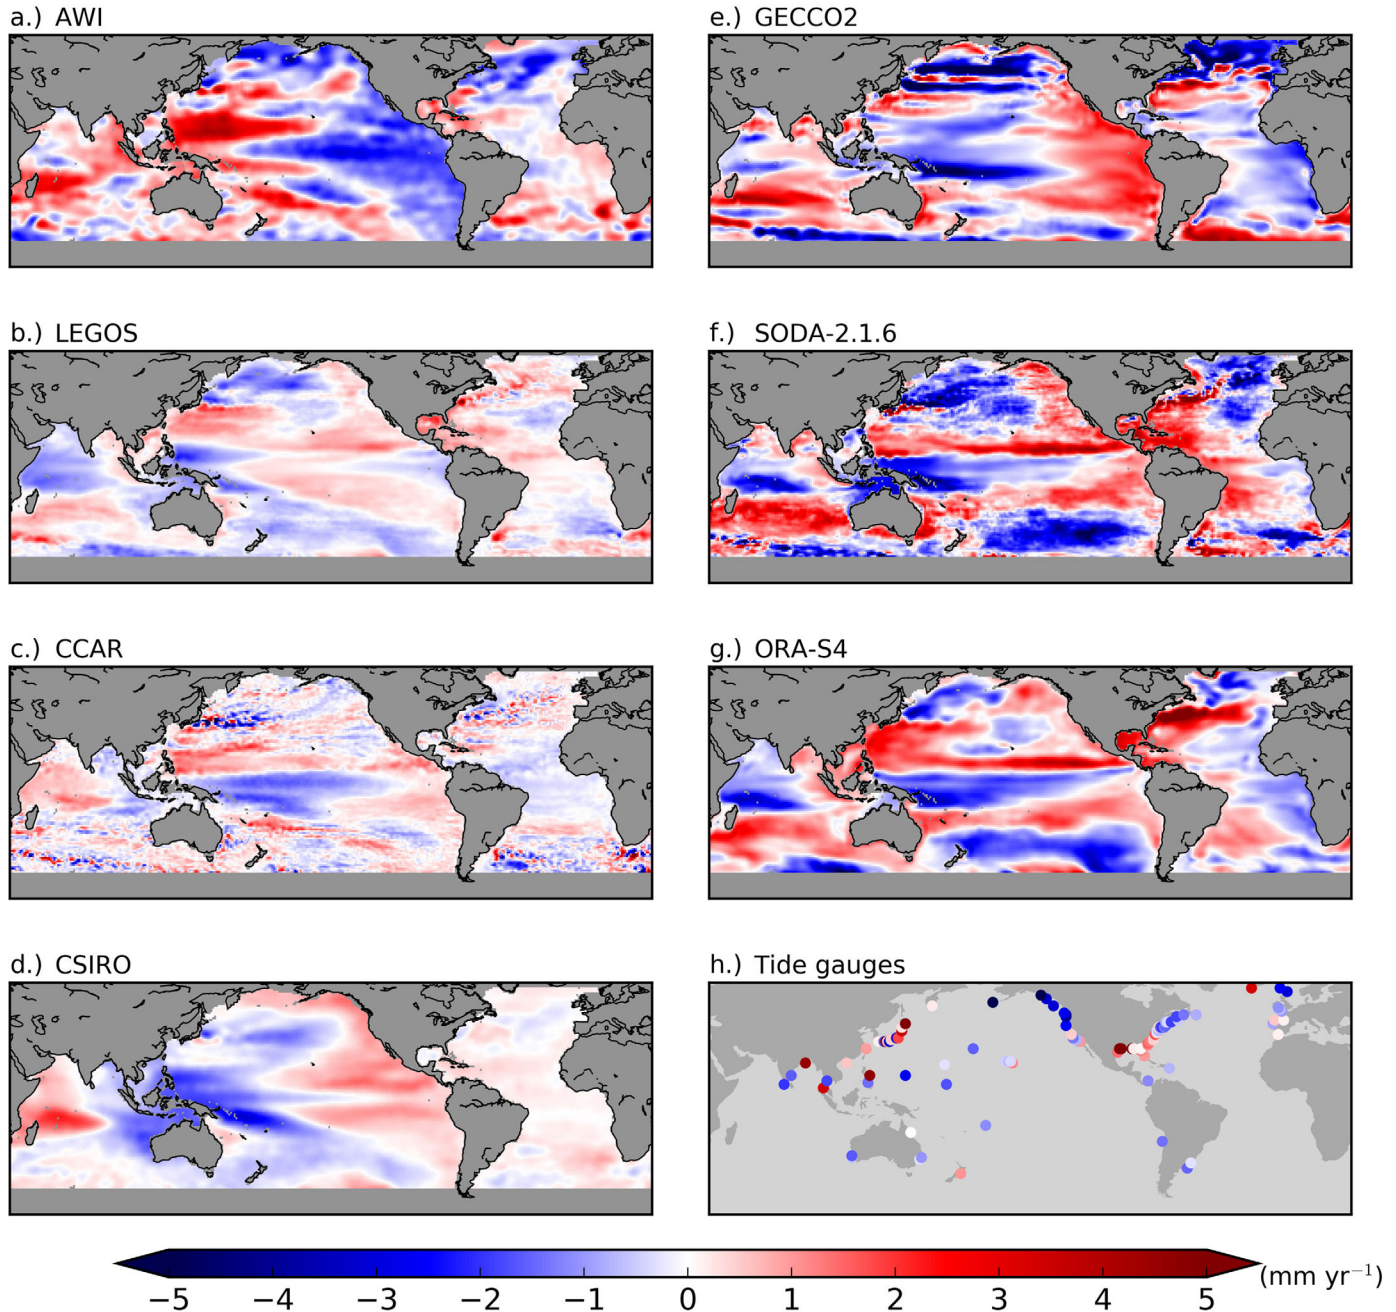 a.) AWI
e.) GECCO2
b.) LEGOS
f.) SODA-2.1.6
c.) CCAR
g.) ORA-S4
d.) CSIRO
h.) Tide gauges
−5 −4 −3 −2 −1 0 1 2 3 4 5 (mm yr⁻¹)